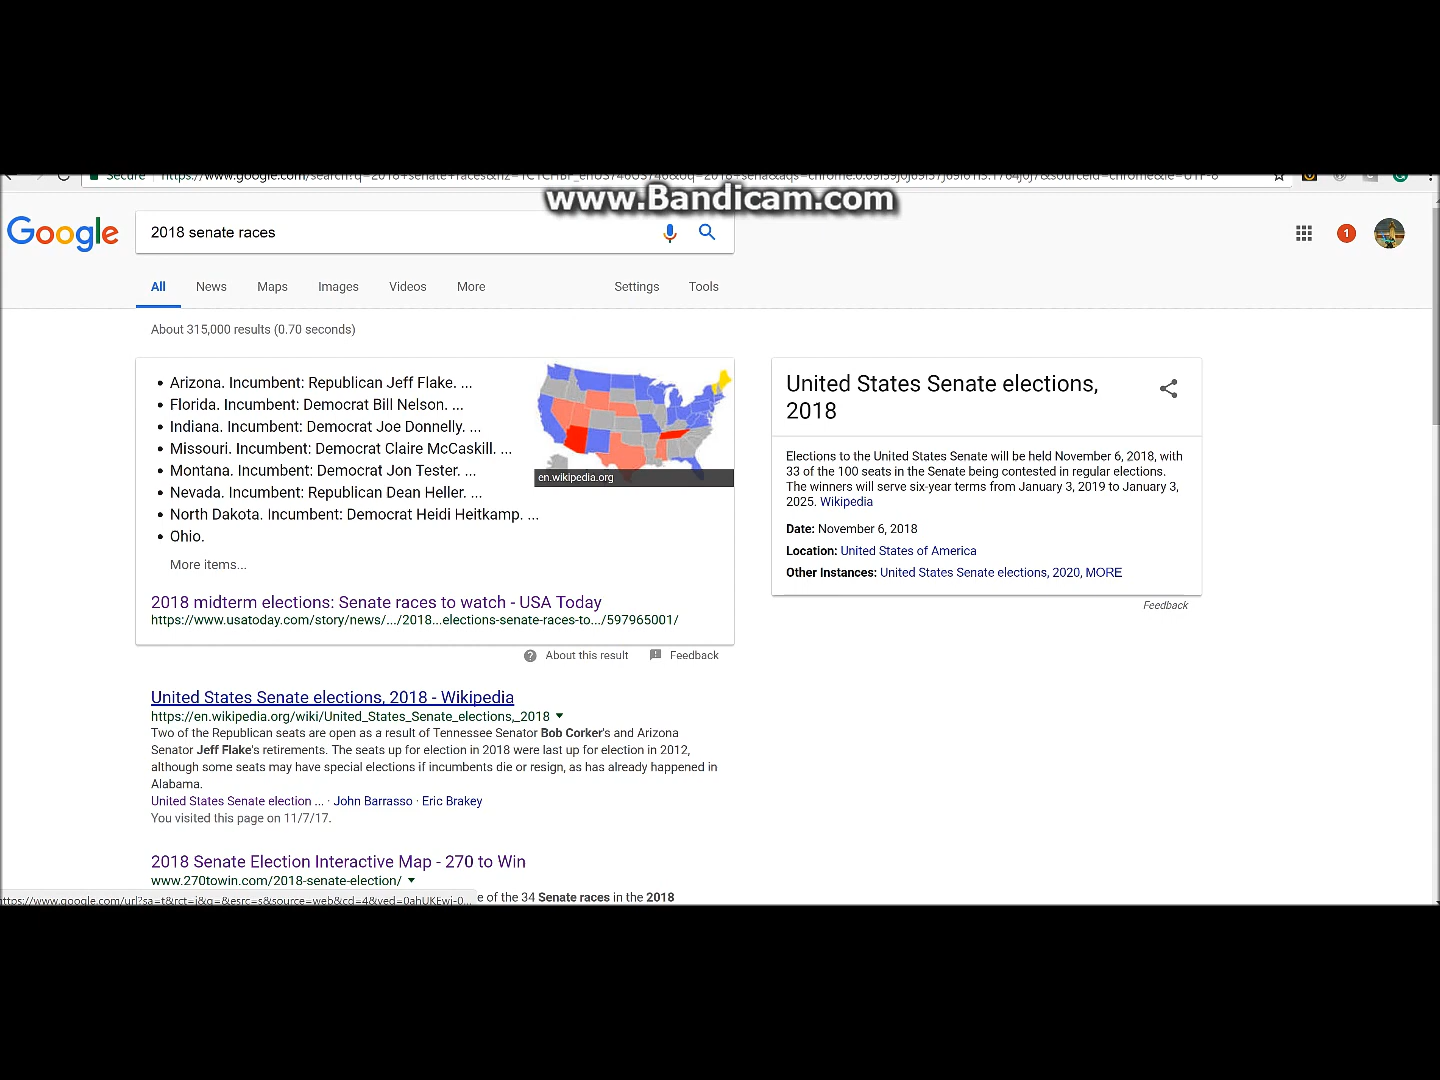 Secure
www.Bandicam.com
Google
2018 senate races
1
All News Maps Images Videos More Settings Tools
About 315,000 results (0.70 seconds)
Arizona. Incumbent: Republican Jeff Flake. ...
Florida. Incumbent: Democrat Bill Nelson. ...
Indiana. Incumbent: Democrat Joe Donnelly. ...
Missouri. Incumbent: Democrat Claire McCaskill. ...
Montana. Incumbent: Democrat Jon Tester. ...
Nevada. Incumbent: Republican Dean Heller. ...
North Dakota. Incumbent: Democrat Heidi Heitkamp. ...
Ohio.
More items...
en.wikipedia.org
2018 midterm elections: Senate races to watch - USA Today
https://www.usatoday.com/story/news/.../2018...elections-senate-races-to.../597965001/
About this result Feedback
United States Senate elections, 2018 - Wikipedia
https://en.wikipedia.org/wiki/United_States_Senate_elections,_2018
Two of the Republican seats are open as a result of Tennessee Senator Bob Corker's and Arizona
Senator Jeff Flake's retirements. The seats up for election in 2018 were last up for election in 2012,
although some seats may have special elections if incumbents die or resign, as has already happened in
Alabama.
United States Senate election ... · John Barrasso · Eric Brakey
You visited this page on 11/7/17.
2018 Senate Election Interactive Map - 270 to Win
www.270towin.com/2018-senate-election/
e of the 34 Senate races in the 2018
United States Senate elections,
2018
Elections to the United States Senate will be held November 6, 2018, with
33 of the 100 seats in the Senate being contested in regular elections.
The winners will serve six-year terms from January 3, 2019 to January 3,
2025. Wikipedia
Date: November 6, 2018
Location: United States of America
Other Instances: United States Senate elections, 2020, MORE
Feedback